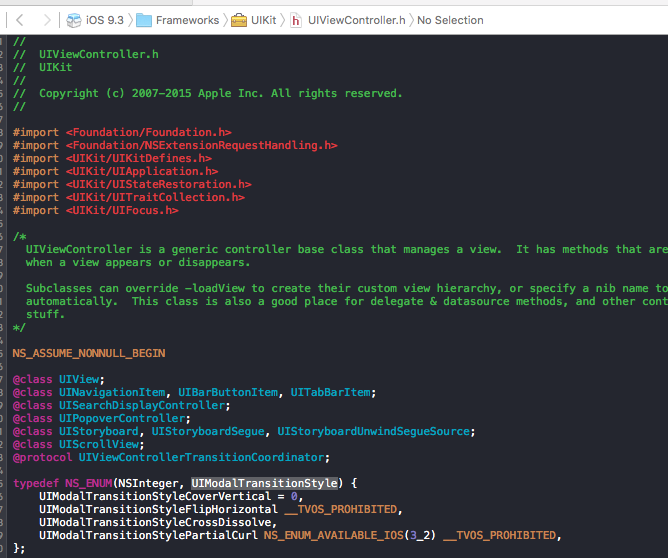 iOS 9.3 Frameworks UIKit UIViewController.h No Selection
//
//  UIViewController.h
//  UIKit
//
//  Copyright (c) 2007-2015 Apple Inc. All rights reserved.
//
#import <Foundation/Foundation.h>
#import <Foundation/NSExtensionRequestHandling.h>
#import <UIKit/UIKitDefines.h>
#import <UIKit/UIApplication.h>
#import <UIKit/UIStateRestoration.h>
#import <UIKit/UITraitCollection.h>
#import <UIKit/UIFocus.h>
/*
  UIViewController is a generic controller base class that manages a view.  It has methods that are
  when a view appears or disappears.
  Subclasses can override -loadView to create their custom view hierarchy, or specify a nib name to
  automatically.  This class is also a good place for delegate & datasource methods, and other cont
  stuff.
*/
NS_ASSUME_NONNULL_BEGIN
@class UIView;
@class UINavigationItem, UIBarButtonItem, UITabBarItem;
@class UISearchDisplayController;
@class UIPopoverController;
@class UIStoryboard, UIStoryboardSegue, UIStoryboardUnwindSegueSource;
@class UIScrollView;
@protocol UIViewControllerTransitionCoordinator;
typedef NS_ENUM(NSInteger, UIModalTransitionStyle) {
    UIModalTransitionStyleCoverVertical = 0,
    UIModalTransitionStyleFlipHorizontal __TVOS_PROHIBITED,
    UIModalTransitionStyleCrossDissolve,
    UIModalTransitionStylePartialCurl NS_ENUM_AVAILABLE_IOS(3_2) __TVOS_PROHIBITED,
};